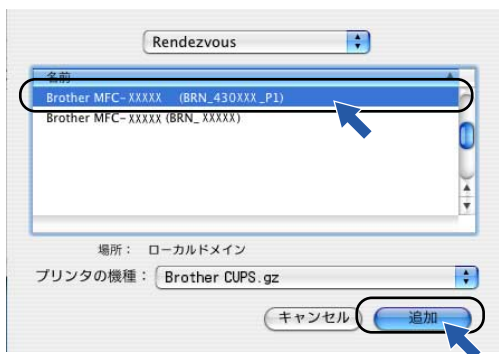 Rendezvous
名前
Brother MFC-XXXXX (BRN_430XXX_P1)
Brother MFC-XXXXX (BRN_XXXXX)
場所： ローカルドメイン
プリンタの機種： Brother CUPS.gz
キャンセル 追加